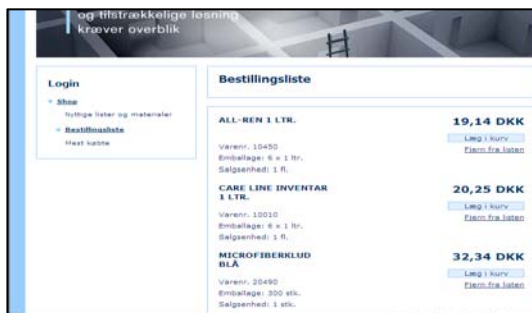 og tilstrækkelige løsning
kræver overblik
Login
Shop
Nyttige lister og materialer
Bestillingsliste
Mest købte
Bestillingsliste
ALL-REN 1 LTR.
19,14 DKK
Læg i kurv
Fjern fra listen
Varenr. 10450
Emballage: 6 x 1 ltr.
Salgsenhed: 1 fl.
CARE LINE INVENTAR
1 LTR.
20,25 DKK
Læg i kurv
Fjern fra listen
Varenr. 10010
Emballage: 6 x 1 ltr.
Salgsenhed: 1 fl.
MICROFIBERKLUD
BLÅ
32,34 DKK
Læg i kurv
Fjern fra listen
Varenr. 20490
Emballage: 300 stk.
Salgsenhed: 1 stk.